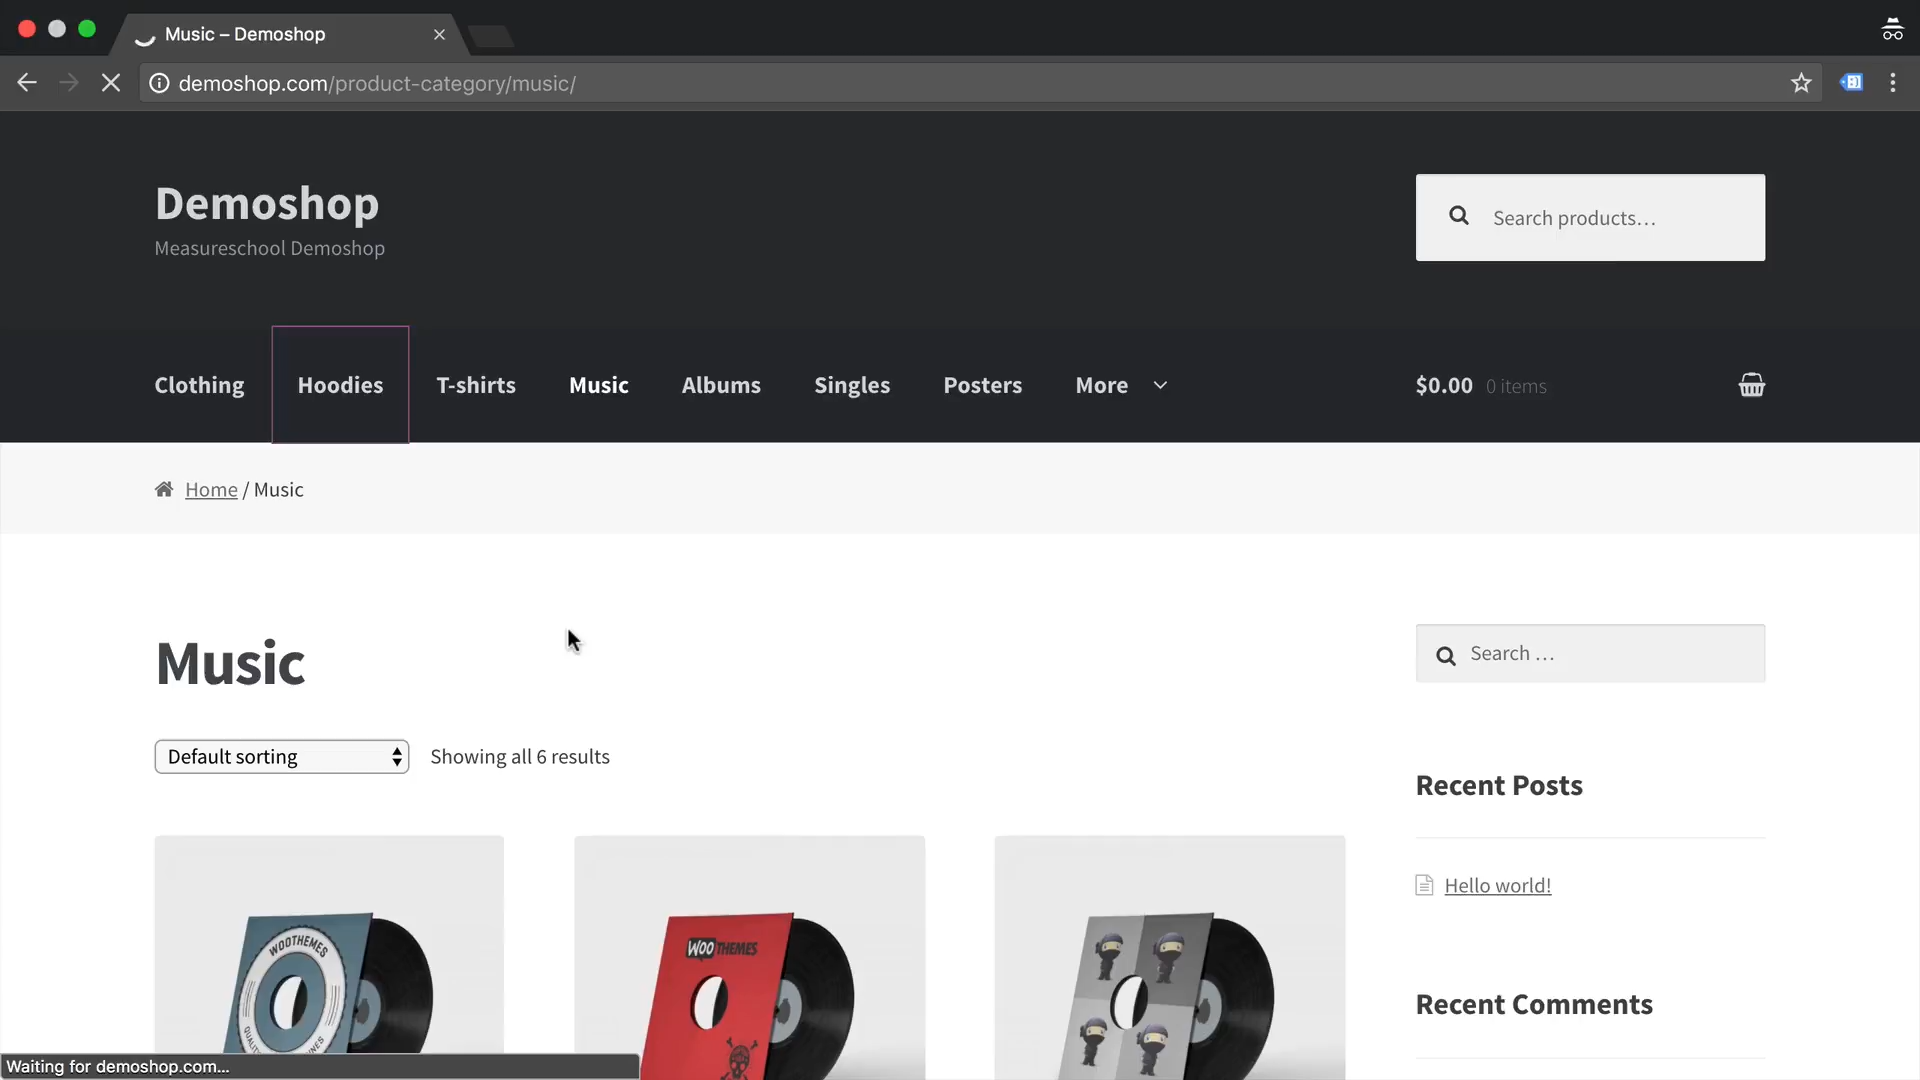 Music – Demoshop
demoshop.com/product-category/music/
Demoshop
Measureschool Demoshop
Search products…
Clothing Hoodies T-shirts Music Albums Singles Posters More $0.00 0 items
Home / Music
Music
Search …
Default sorting Showing all 6 results
Recent Posts
Hello world!
WOOTHEMES
WOOTHEMES
Recent Comments
Waiting for demoshop.com...